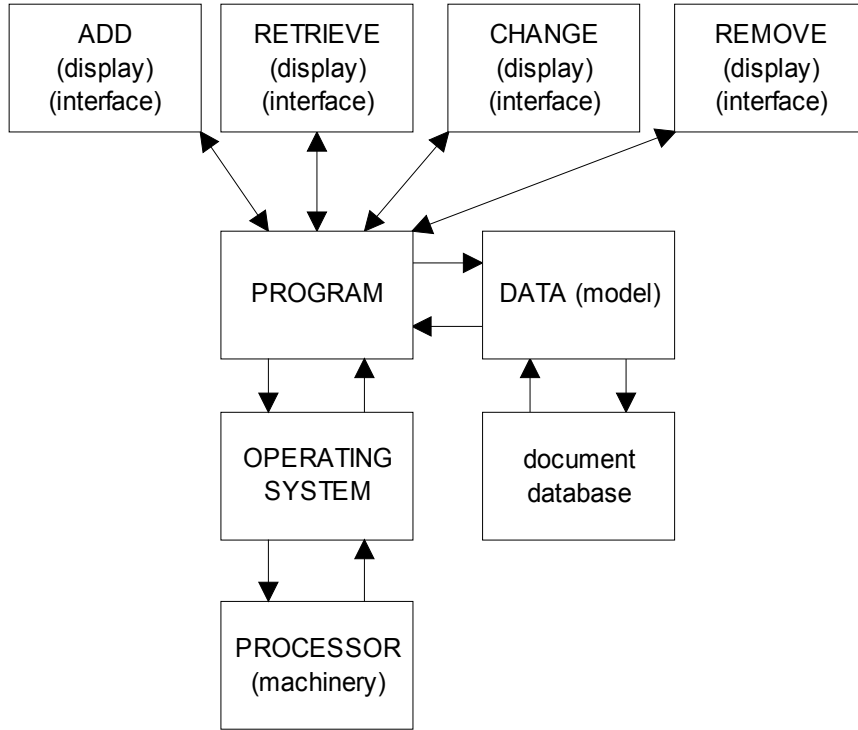 ADD
(display)
(interface)
RETRIEVE
(display)
(interface)
CHANGE
(display)
(interface)
REMOVE
(display)
(interface)
PROGRAM
DATA (model)
OPERATING
SYSTEM
document
database
PROCESSOR
(machinery)